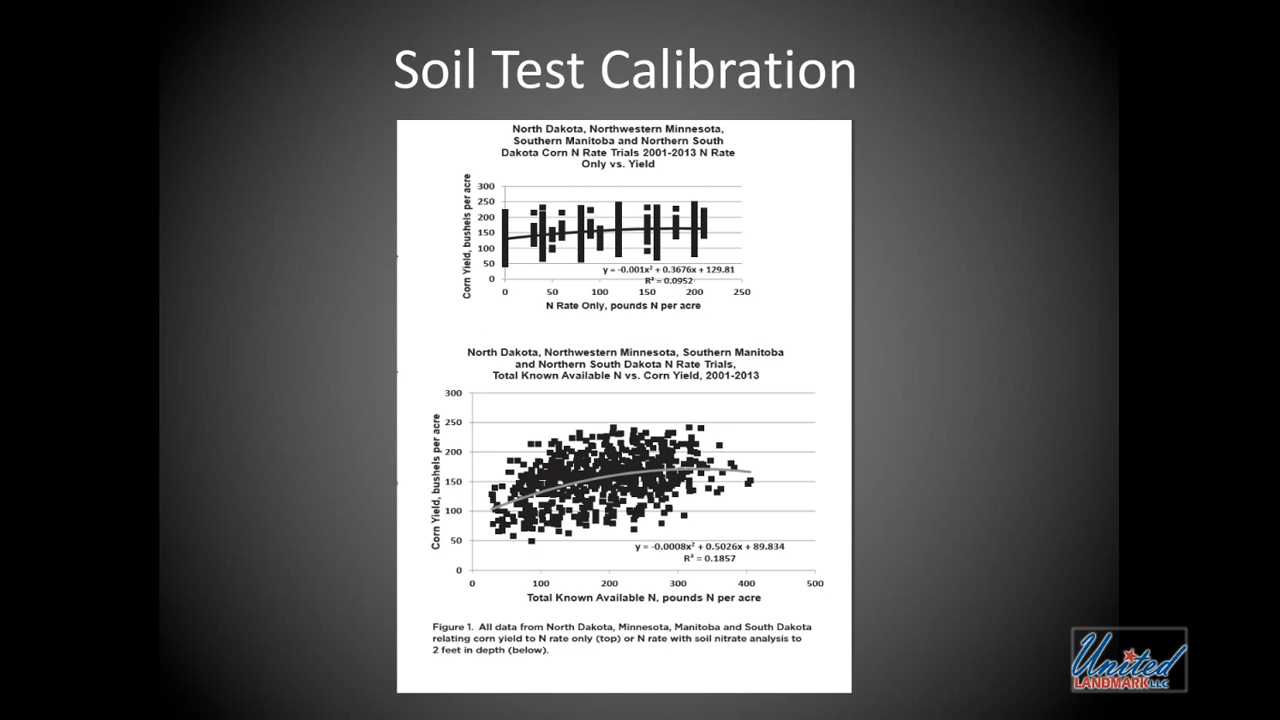 Soil Test Calibration
North Dakota, Northwestern Minnesota,
Southern Manitoba and Northern South
Dakota Corn N Rate Trials 2001-2013 N Rate
Only vs. Yield
Corn Yield, bushels per acre
300
250
200
150
100
50
0
y = -0.001x² + 0.3676x + 129.81
R² = 0.0952
0 50 100 150 200 250
N Rate Only, pounds N per acre
North Dakota, Northwestern Minnesota, Southern Manitoba
and Northern South Dakota N Rate Trials,
Total Known Available N vs. Corn Yield, 2001-2013
Corn Yield, bushels per acre
300
250
200
150
100
50
0
y = -0.0008x² + 0.5026x + 89.834
R² = 0.1857
0 100 200 300 400 500
Total Known Available N, pounds N per acre
Figure 1. All data from North Dakota, Minnesota, Manitoba and South Dakota
relating corn yield to N rate only (top) or N rate with soil nitrate analysis to
2 feet in depth (below).
United
LANDMARK LLC